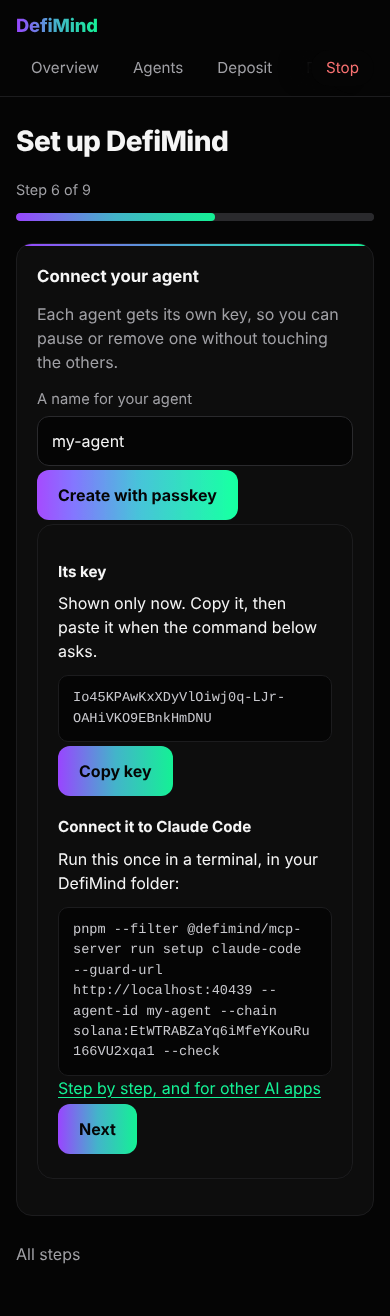 DefiMind
Overview Agents Deposit Stop
Set up DefiMind
Step 6 of 9
Connect your agent
Each agent gets its own key, so you can
pause or remove one without touching
the others.
A name for your agent
my-agent
Create with passkey
Its key
Shown only now. Copy it, then
paste it when the command below
asks.
Io45KPAwKxXDyVlOiwj0q-LJr-
OAHiVKO9EBnkHmDNU
Copy key
Connect it to Claude Code
Run this once in a terminal, in your
DefiMind folder:
pnpm --filter @defimind/mcp-
server run setup claude-code
--guard-url
http://localhost:40439 --
agent-id my-agent --chain
solana:EtWTRABZaYq6iMfeYKouRu
166VU2xqa1 --check
Step by step, and for other AI apps
Next
All steps